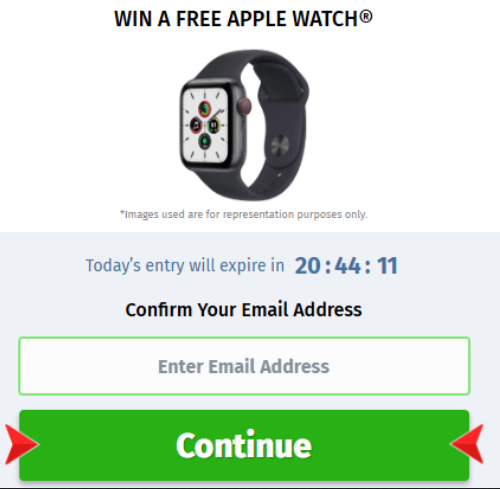 WIN A FREE APPLE WATCH®
*Images used are for representation purposes only.
Today's entry will expire in 20 : 44 : 11
Confirm Your Email Address
Enter Email Address
Continue